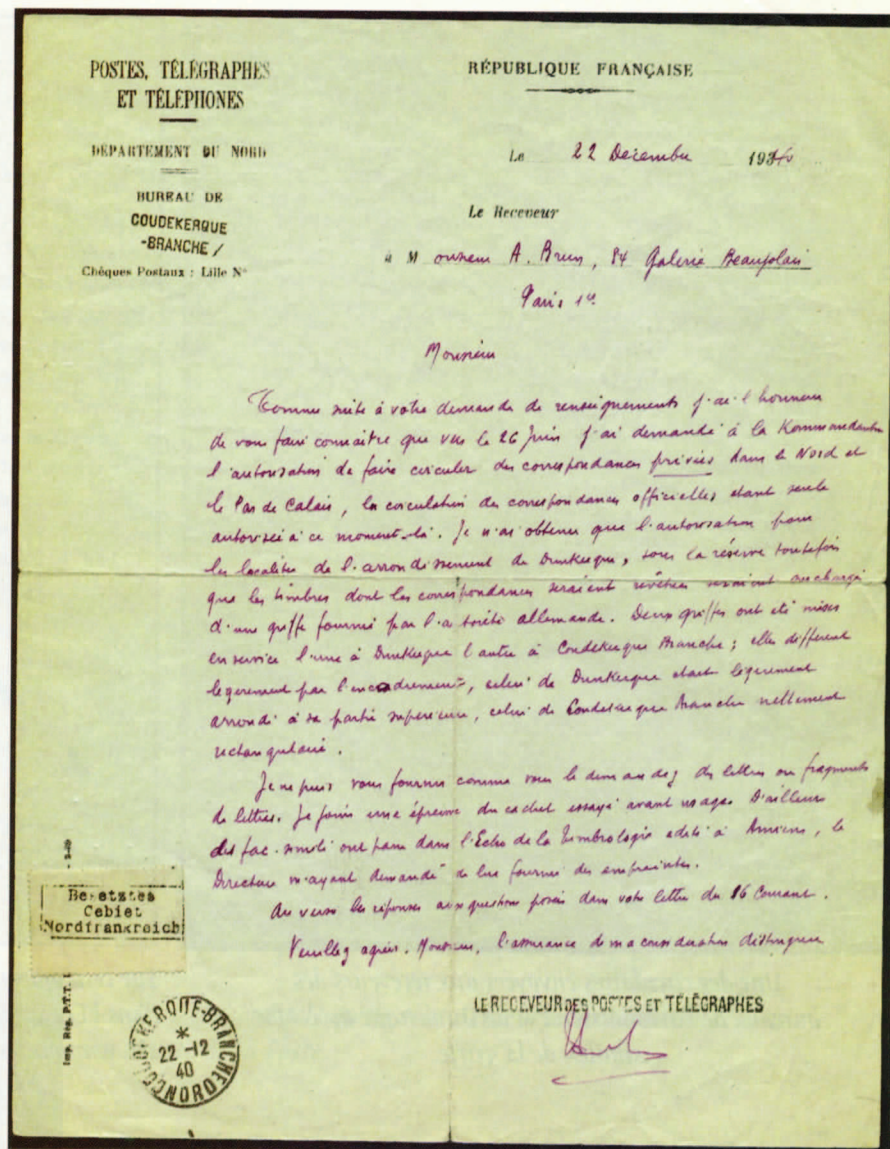 POSTES, TÉLÉGRAPHES
ET TÉLÉPHONES
DÉPARTEMENT DU NORD
BUREAU DE
COUDEKERQUE
-BRANCHE /
Chèques Postaux : Lille N°
RÉPUBLIQUE FRANÇAISE
Le 22 Décembre 1940
Le Receveur
à Monsieur A. Brun, 84 Galerie Beaujolais
Paris 1er
Monsieur
Comme suite à votre demande de renseignements j'ai l'honneur
de vous faire connaître que vers le 26 Juin j'ai demandé à la Kommandantur
l'autorisation de faire circuler des correspondances privées dans le Nord et
le Pas de Calais, la circulation des correspondances officielles étant seule
autorisée à ce moment-là. Je n'ai obtenu que l'autorisation pour
les localités de l'arrondissement de Dunkerque, sous la réserve toutefois
que les timbres dont les correspondances seraient revêtues seraient surchargés
d'une griffe fournie par l'autorité allemande. Deux griffes ont été mises
en service l'une à Dunkerque l'autre à Coudekerque Branche ; elles diffèrent
légèrement par l'encadrement, celui de Dunkerque étant légèrement
arrondi à sa partie supérieure, celui de Coudekerque Branche nettement
rectangulaire.
Je ne puis vous fournir comme vous le demandez des lettres ou fragments
de lettres. Je joins une épreuve du cachet essayé avant usage. D'ailleurs
des fac-similé ont paru dans l'Echo de la Timbrologie édité à Amiens, le
Directeur m'ayant demandé de lui fournir des empreintes.
Au verso les réponses aux questions posées dans votre lettre du 16 Courant.
Veuillez agréer, Monsieur, l'assurance de ma considération distinguée
LE RECEVEUR DES POSTES ET TÉLÉGRAPHES
Besetztes
Gebiet
Nordfrankreich
COUDEKERQUE-BRANCHE
NORD
*
22-12
40
Imp. Rég. P.T.T.